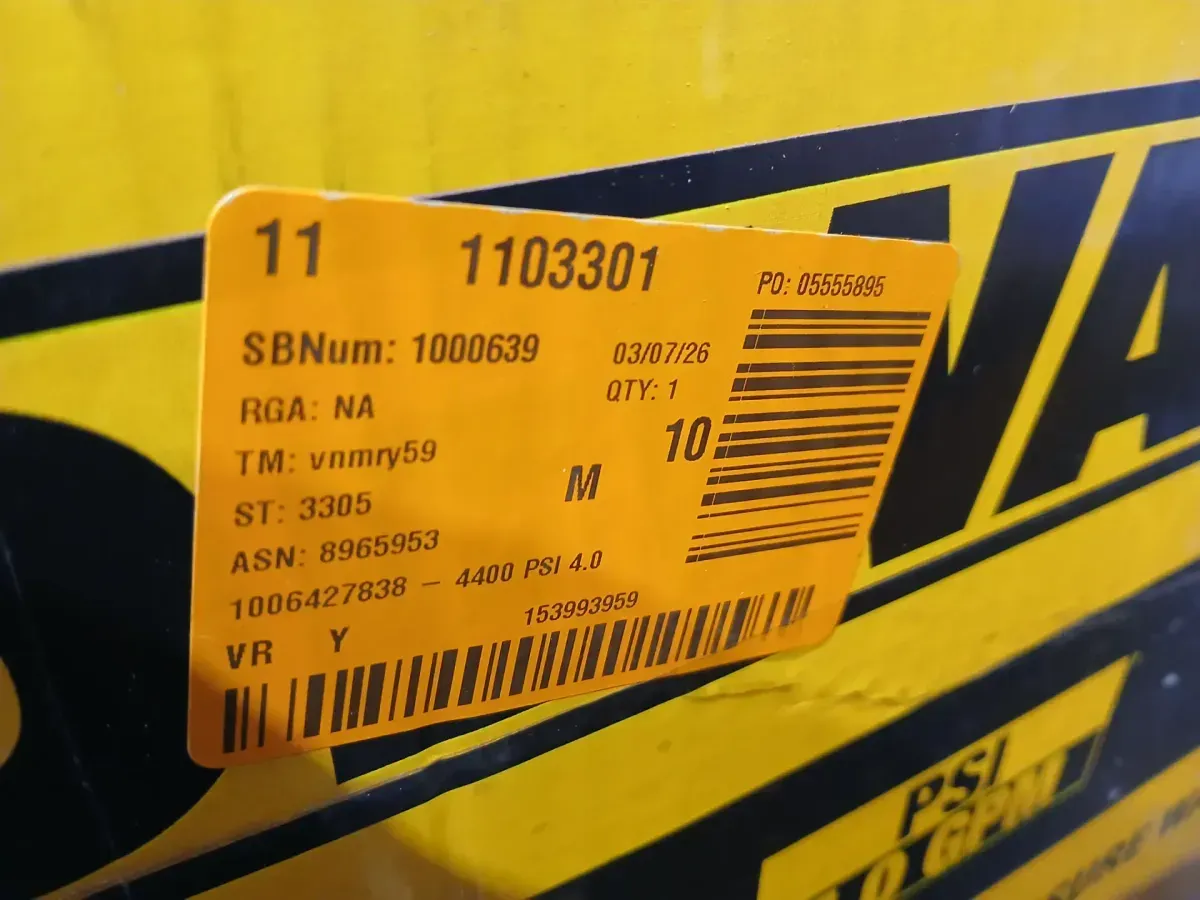 11 1103301
PO: 05555895
SBNum: 1000639
03/07/26
QTY: 1
RGA: NA
10
TM: vnmry59
M
ST: 3305
ASN: 8965953
1006427838 – 4400 PSI 4.0
153993959
VR Y
PSI
GPM